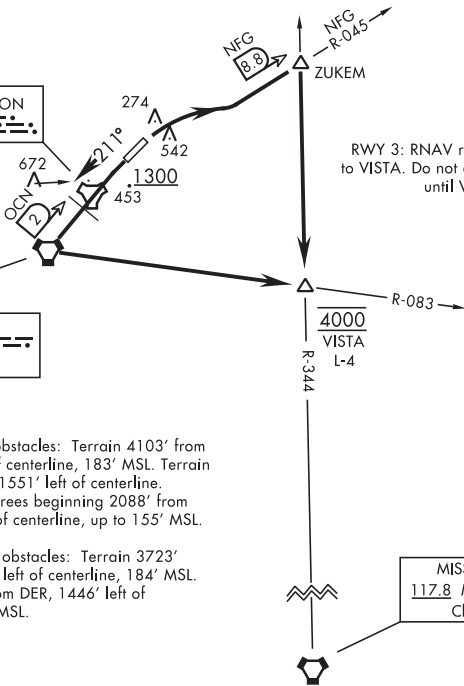 NFG
R-045
NFG
8.8
ZUKEM
ON
274
542
211°
672
1300
453
OCN
2
RWY 3: RNAV r
to VISTA. Do not
until V
R-083
4000
VISTA
L-4
R-344
obstacles: Terrain 4103' from
f centerline, 183' MSL. Terrain
1551' left of centerline.
rees beginning 2088' from
of centerline, up to 155' MSL.
obstacles: Terrain 3723'
left of centerline, 184' MSL.
om DER, 1446' left of
MSL.
MISS
117.8 M
Ch